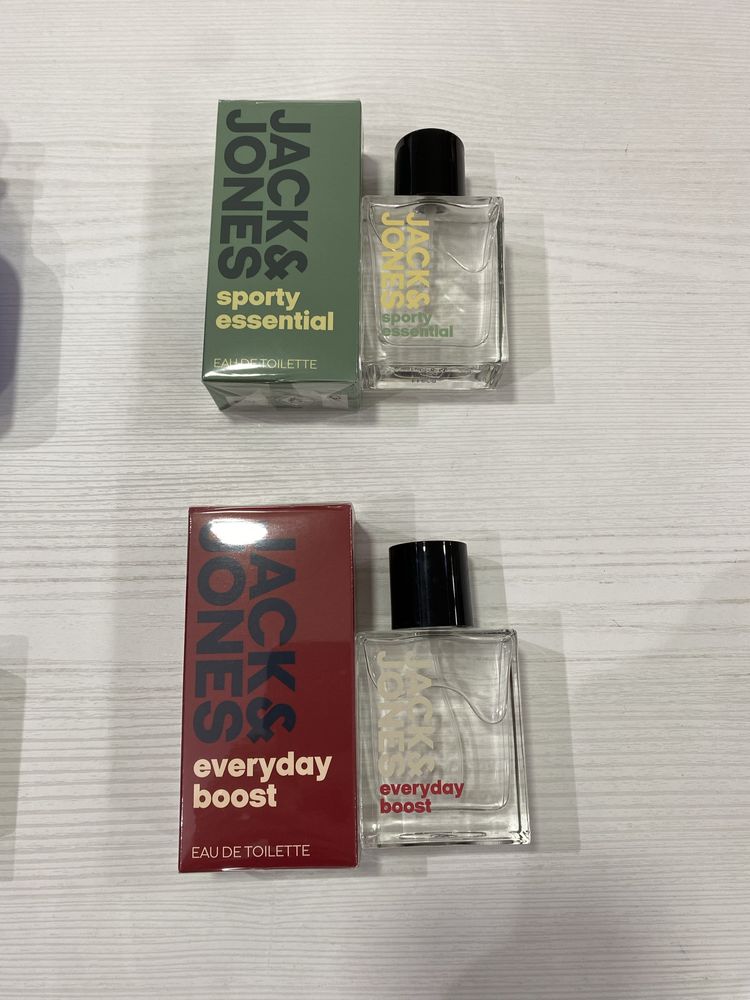 JACK&
JONES
sporty
essential
EAU DE TOILETTE
JACK&
JONES
sporty
essential
JACK&
JONES
everyday
boost
EAU DE TOILETTE
JACK&
JONES
everyday
boost